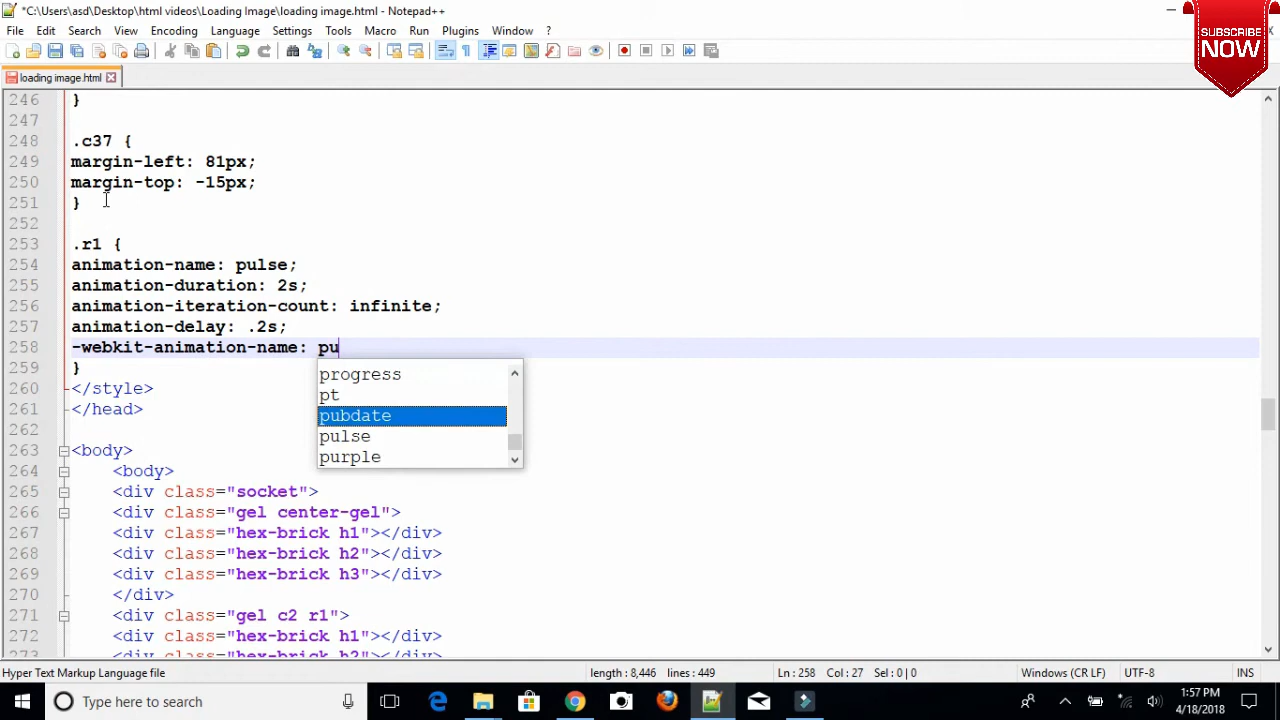 *C:\Users\asd\Desktop\html videos\Loading Image\loading image.html - Notepad++
SUBSCRIBE
NOW
File Edit Search View Encoding Language Settings Tools Macro Run Plugins Window ?
loading image.html
246 }
247
248 .c37 {
249 margin-left: 81px;
250 margin-top: -15px;
251 }
252
253 .r1 {
254 animation-name: pulse;
255 animation-duration: 2s;
256 animation-iteration-count: infinite;
257 animation-delay: .2s;
258 -webkit-animation-name: pu
259 }
progress
260 </style>
pt
261 </head>
pubdate
262
pulse
263 <body>
purple
264 <body>
265 <div class="socket">
266 <div class="gel center-gel">
267 <div class="hex-brick h1"></div>
268 <div class="hex-brick h2"></div>
269 <div class="hex-brick h3"></div>
270 </div>
271 <div class="gel c2 r1">
272 <div class="hex-brick h1"></div>
273 <div class="hex-brick h2"></div>
Hyper Text Markup Language file length : 8,446 lines : 449 Ln : 258 Col : 27 Sel : 0 | 0 Windows (CR LF) UTF-8 INS
Type here to search
1:57 PM
4/18/2018